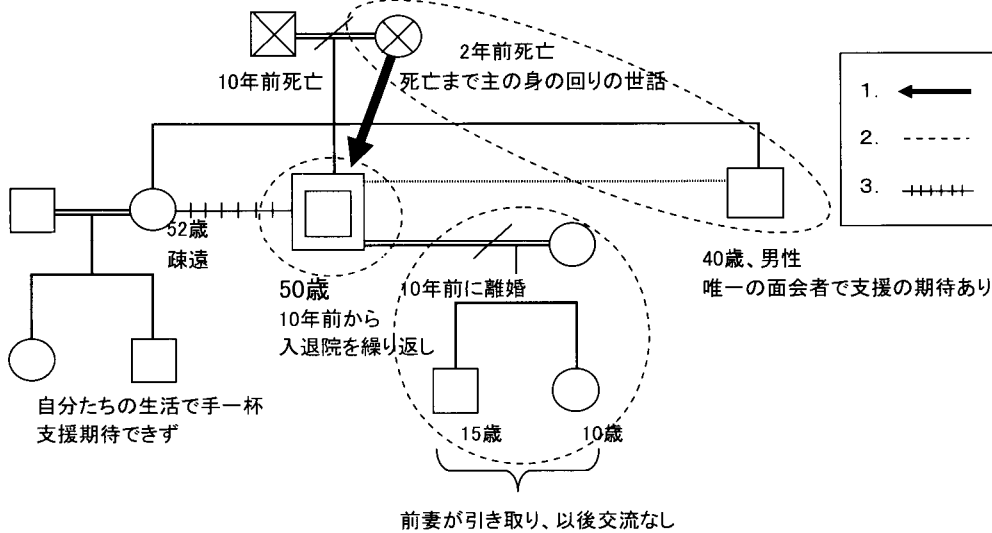 10年前死亡
2年前死亡
死亡まで主の身の回りの世話
1.
2.
3.
52歳
疎遠
50歳
10年前から
入退院を繰り返し
10年前に離婚
40歳、男性
唯一の面会者で支援の期待あり
自分たちの生活で手一杯
支援期待できず
15歳
10歳
前妻が引き取り、以後交流なし